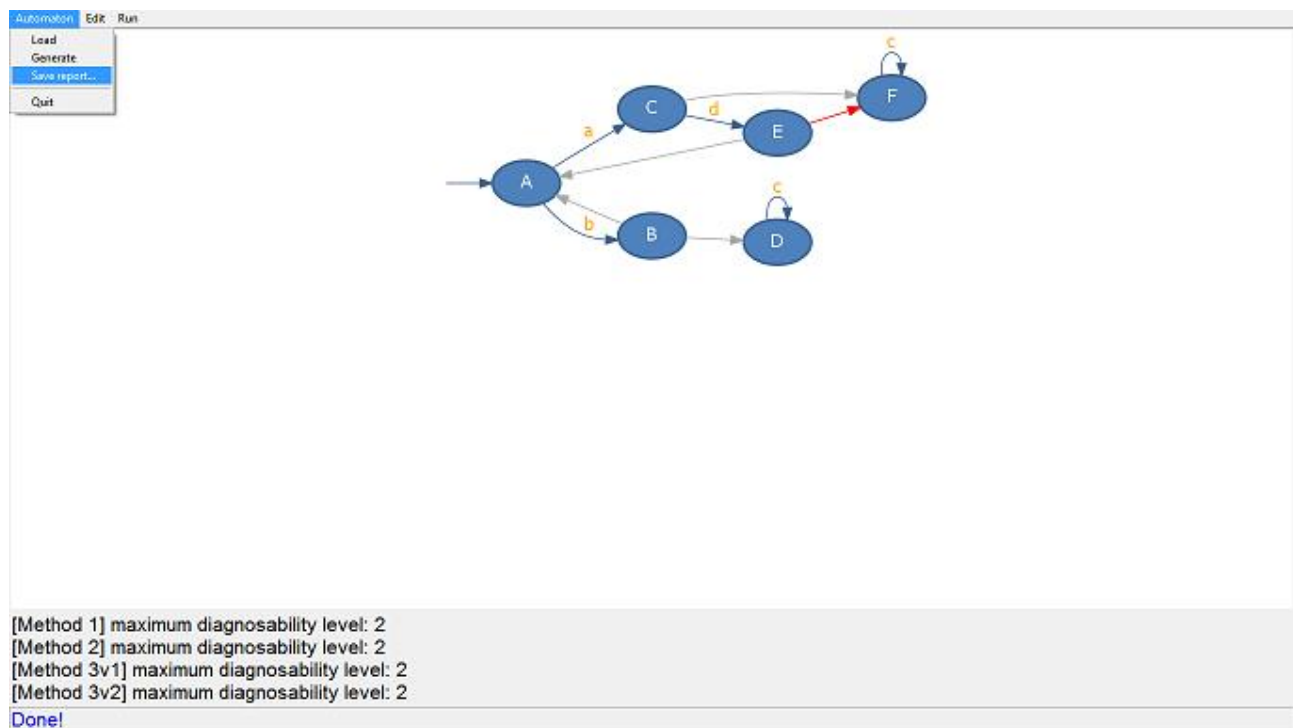 Automaton Edit Run
Load
Generate
Save report...
Quit
c
F
C
d
E
a
A
c
b
B
D
[Method 1] maximum diagnosability level: 2
[Method 2] maximum diagnosability level: 2
[Method 3v1] maximum diagnosability level: 2
[Method 3v2] maximum diagnosability level: 2
Done!